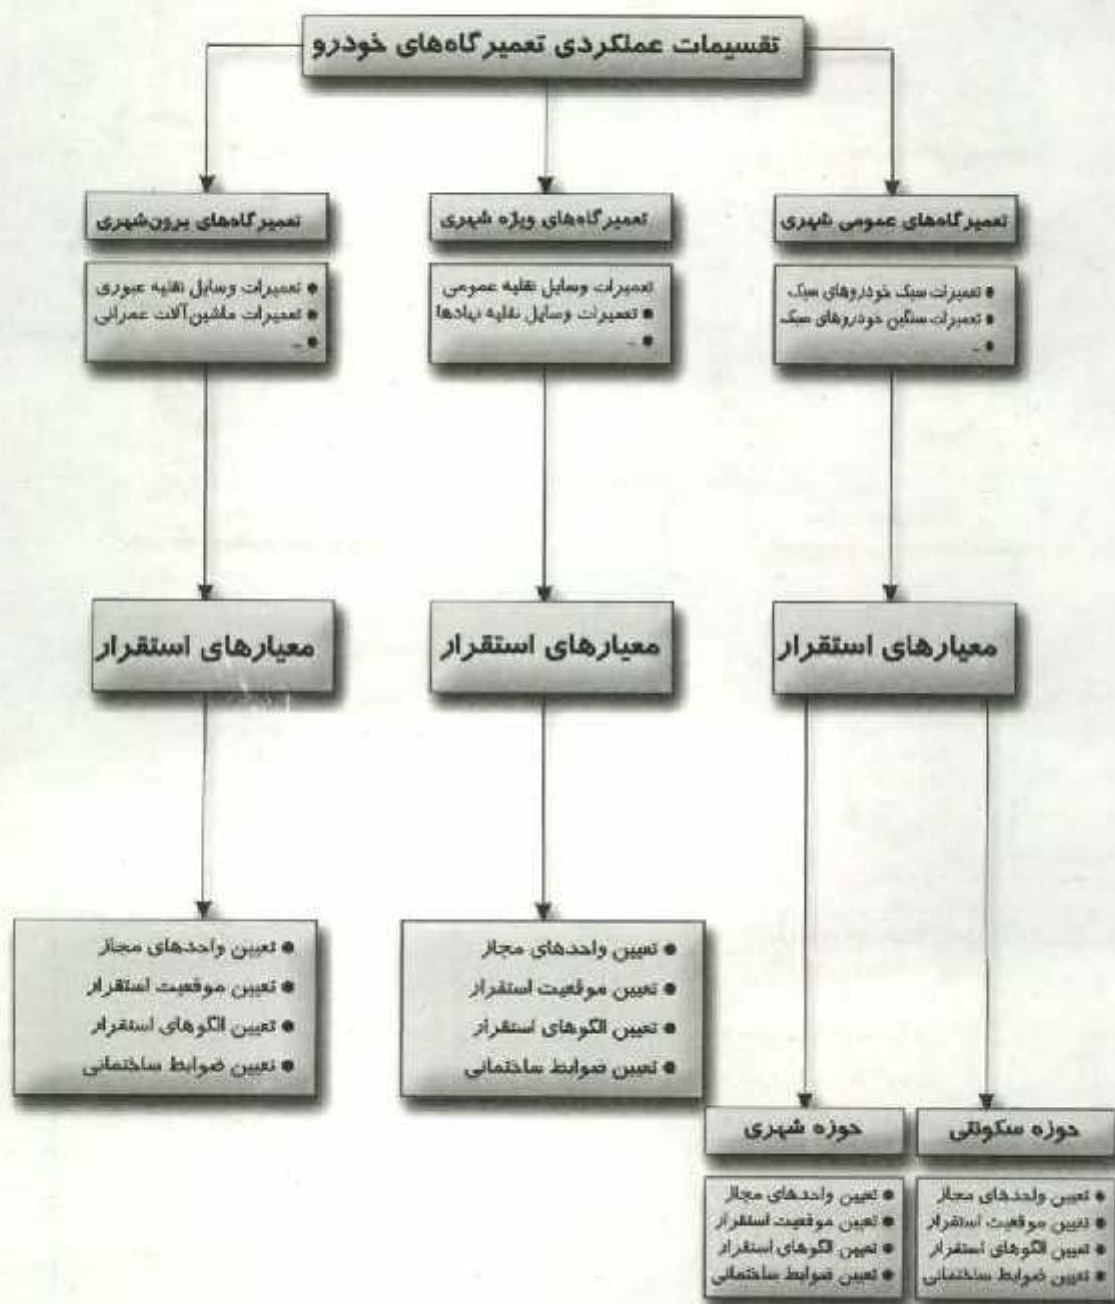 تقسیمات عملکردی تعمیرگاه‌های خودرو
تعمیرگاه‌های عمومی شهری
• تعمیرات سبک خودروهای سبک
• تعمیرات سنگین خودروهای سبک
• ...
تعمیرگاه‌های ویژه شهری
تعمیرات وسایل نقلیه عمومی
• تعمیرات وسایل نقلیه نهادها
• ...
تعمیرگاه‌های برون‌شهری
• تعمیرات وسایل نقلیه عبوری
• تعمیرات ماشین‌آلات عمرانی
• ...
معیارهای استقرار
معیارهای استقرار
معیارهای استقرار
• تعیین واحدهای مجاز
• تعیین موقعیت استقرار
• تعیین الگوهای استقرار
• تعیین ضوابط ساختمانی
• تعیین واحدهای مجاز
• تعیین موقعیت استقرار
• تعیین الگوهای استقرار
• تعیین ضوابط ساختمانی
حوزه سکونتی
• تعیین واحدهای مجاز
• تعیین موقعیت استقرار
• تعیین الگوهای استقرار
• تعیین ضوابط ساختمانی
حوزه شهری
• تعیین واحدهای مجاز
• تعیین موقعیت استقرار
• تعیین الگوهای استقرار
• تعیین ضوابط ساختمانی